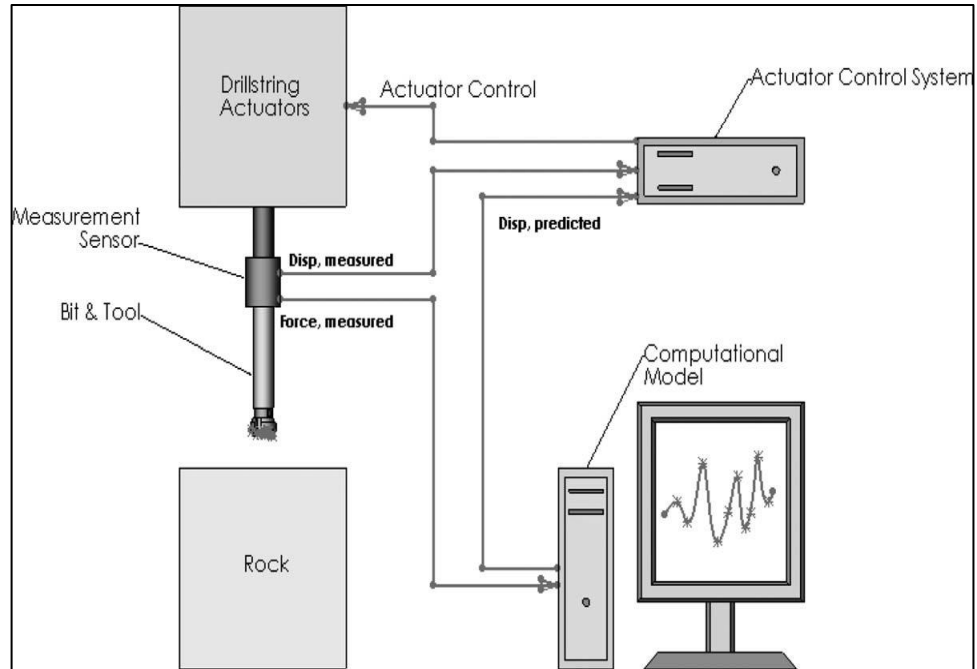 Drillstring
Actuators
Actuator Control
Actuator Control System
Measurement
Sensor
Disp, measured
Disp, predicted
Bit & Tool
Force, measured
Computational
Model
Rock